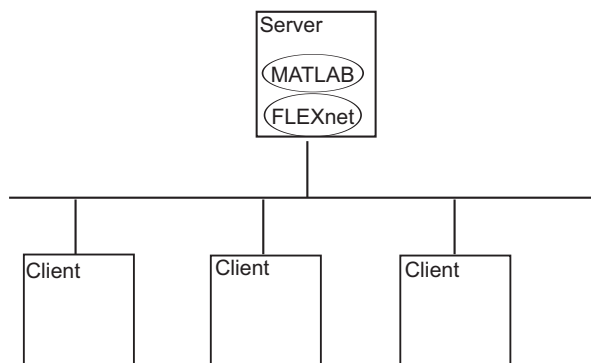 Server
MATLAB
FLEXnet
Client
Client
Client